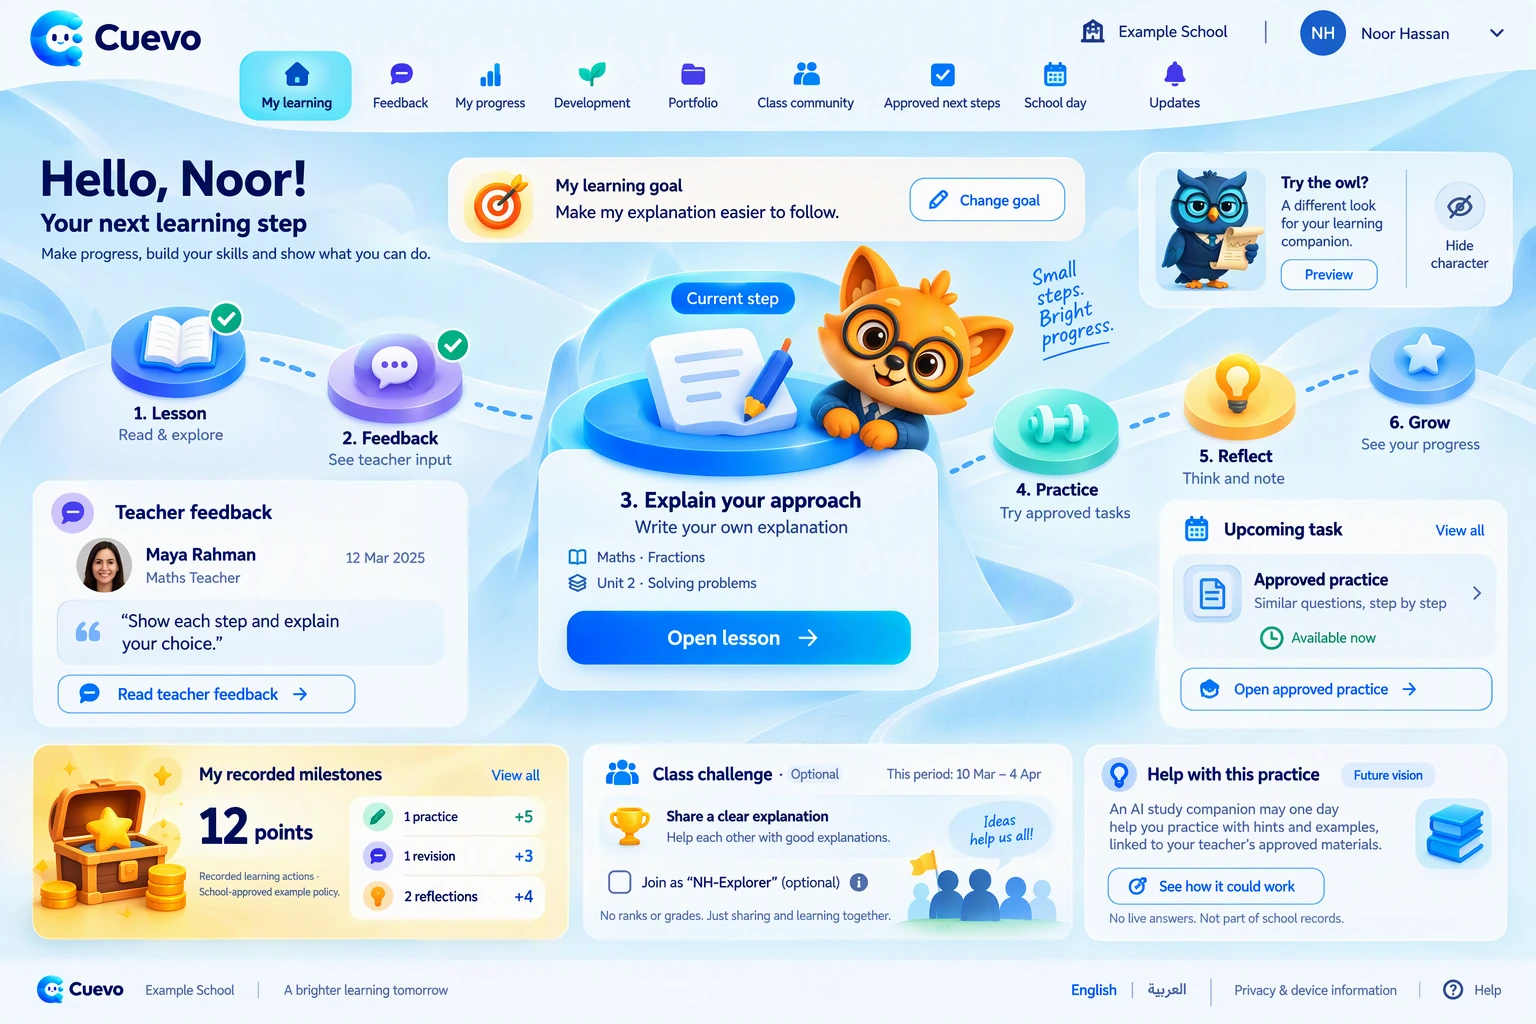 Cuevo
Example School
NH
Noor Hassan
My learning
Feedback
My progress
Development
Portfolio
Class community
Approved next steps
School day
Updates
Hello, Noor!
Your next learning step
Make progress, build your skills and show what you can do.
My learning goal
Make my explanation easier to follow.
Change goal
Try the owl?
A different look
for your learning
companion.
Preview
Hide
character
Small
steps.
Bright
progress.
Current step
1. Lesson
Read & explore
2. Feedback
See teacher input
3. Explain your approach
Write your own explanation
Maths · Fractions
Unit 2 · Solving problems
Open lesson
4. Practice
Try approved tasks
5. Reflect
Think and note
6. Grow
See your progress
Teacher feedback
Maya Rahman
Maths Teacher
12 Mar 2025
“Show each step and explain
your choice.”
Read teacher feedback
Upcoming task
View all
Approved practice
Similar questions, step by step
Available now
Open approved practice
My recorded milestones
View all
12 points
Recorded learning actions ·
School-approved example policy.
1 practice +5
1 revision +3
2 reflections +4
Class challenge · Optional
This period: 10 Mar – 4 Apr
Share a clear explanation
Help each other with good explanations.
Ideas
help us all!
Join as “NH-Explorer” (optional)
No ranks or grades. Just sharing and learning together.
Help with this practice
Future vision
An AI study companion may one day
help you practice with hints and examples,
linked to your teacher’s approved materials.
See how it could work
No live answers. Not part of school records.
Cuevo
Example School
A brighter learning tomorrow
English
العربية
Privacy & device information
Help